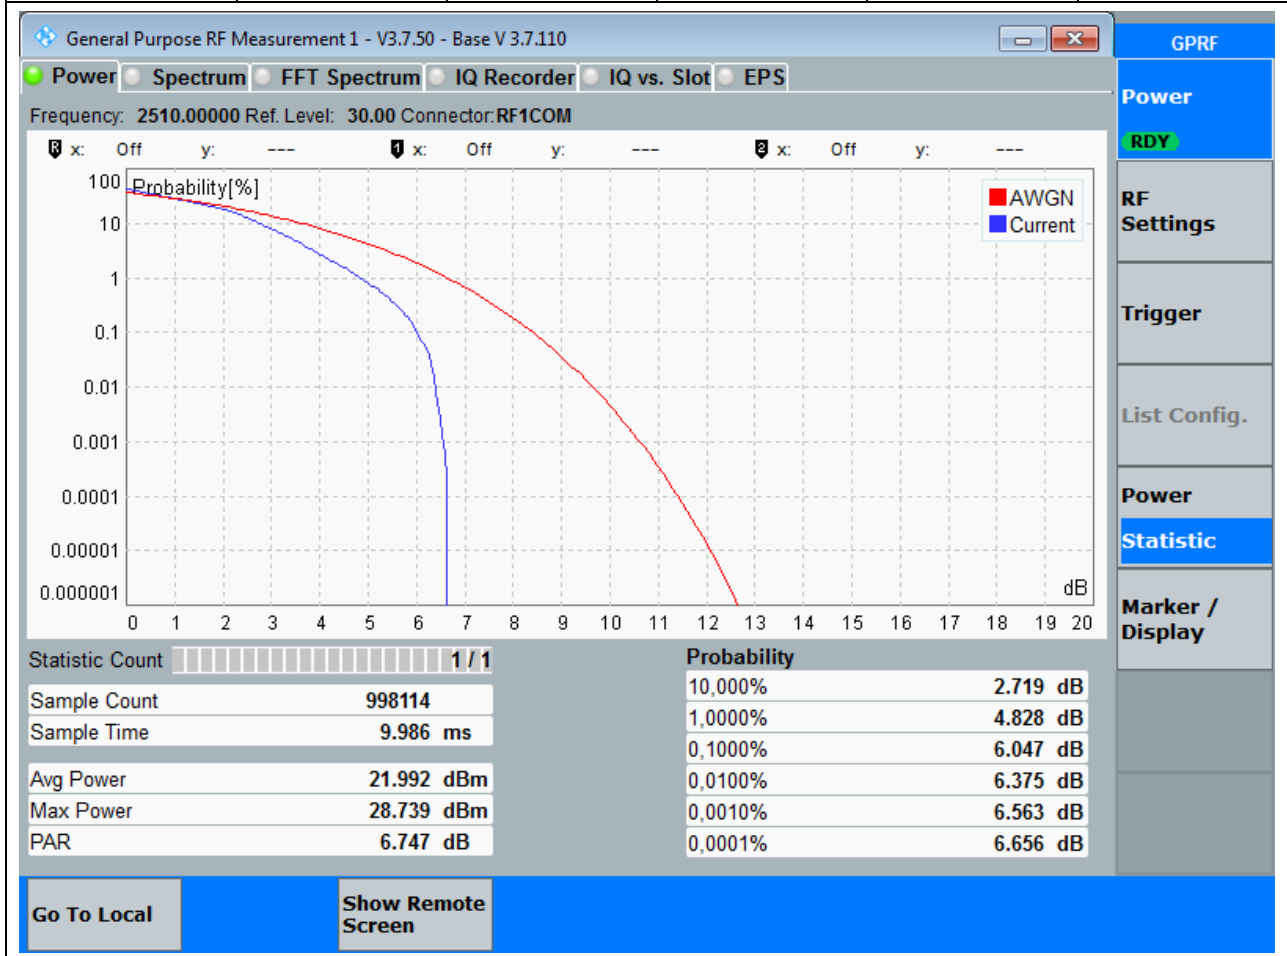 General Purpose RF Measurement 1 - V3.7.50 - Base V 3.7.110
GPRF
Power Spectrum FFT Spectrum IQ Recorder IQ vs. Slot EPS
Frequency: 2510.00000 Ref. Level: 30.00 Connector: RF1COM
R x: Off y: --- 1 x: Off y: --- 2 x: Off y: ---
Probability[%]
AWGN
Current
100
10
1
0.1
0.01
0.001
0.0001
0.00001
0.000001
dB
0 1 2 3 4 5 6 7 8 9 10 11 12 13 14 15 16 17 18 19 20
Statistic Count 1 / 1
Sample Count 998114
Sample Time 9.986 ms
Avg Power 21.992 dBm
Max Power 28.739 dBm
PAR 6.747 dB
Probability
10,000% 2.719 dB
1,0000% 4.828 dB
0,1000% 6.047 dB
0,0100% 6.375 dB
0,0010% 6.563 dB
0,0001% 6.656 dB
Power
RDY
RF
Settings
Trigger
List Config.
Power
Statistic
Marker /
Display
Go To Local
Show Remote
Screen